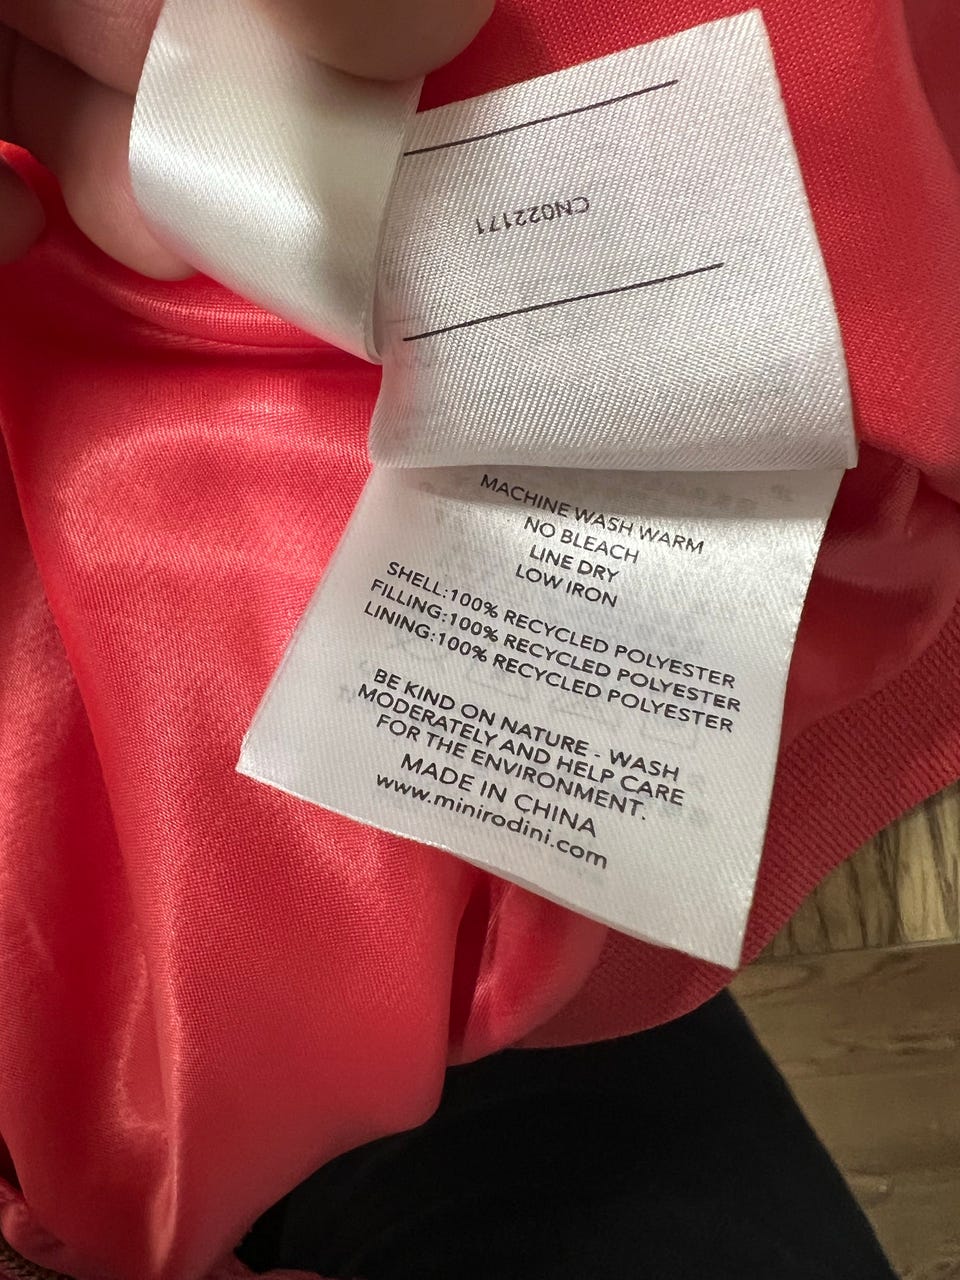 CN022171
MACHINE WASH WARM
NO BLEACH
LINE DRY
LOW IRON
SHELL:100% RECYCLED POLYESTER
FILLING:100% RECYCLED POLYESTER
LINING:100% RECYCLED POLYESTER
BE KIND ON NATURE - WASH
MODERATELY AND HELP CARE
FOR THE ENVIRONMENT.
MADE IN CHINA
www.minirodini.com